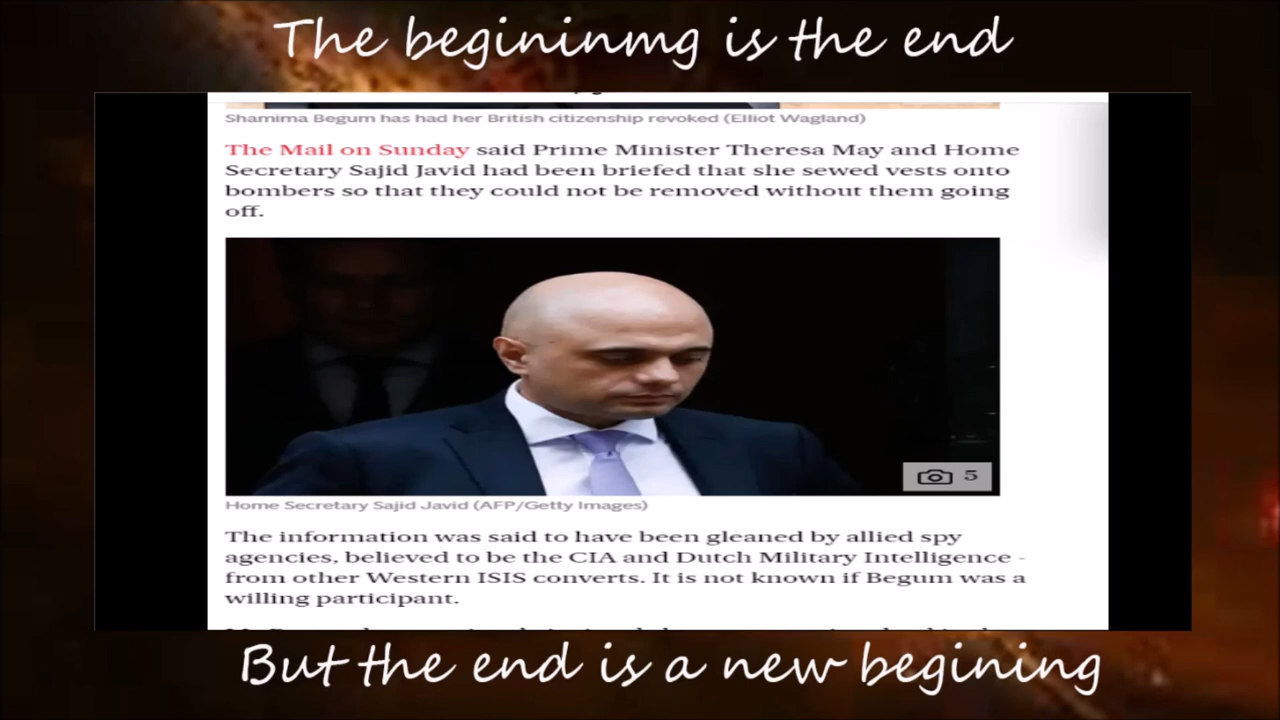 The begininmg is the end
Shamima Begum has had her British citizenship revoked (Elliot Wagland)
The Mail on Sunday said Prime Minister Theresa May and Home
Secretary Sajid Javid had been briefed that she sewed vests onto
bombers so that they could not be removed without them going
off.
5
Home Secretary Sajid Javid (AFP/Getty Images)
The information was said to have been gleaned by allied spy
agencies, believed to be the CIA and Dutch Military Intelligence -
from other Western ISIS converts. It is not known if Begum was a
willing participant.
But the end is a new begining